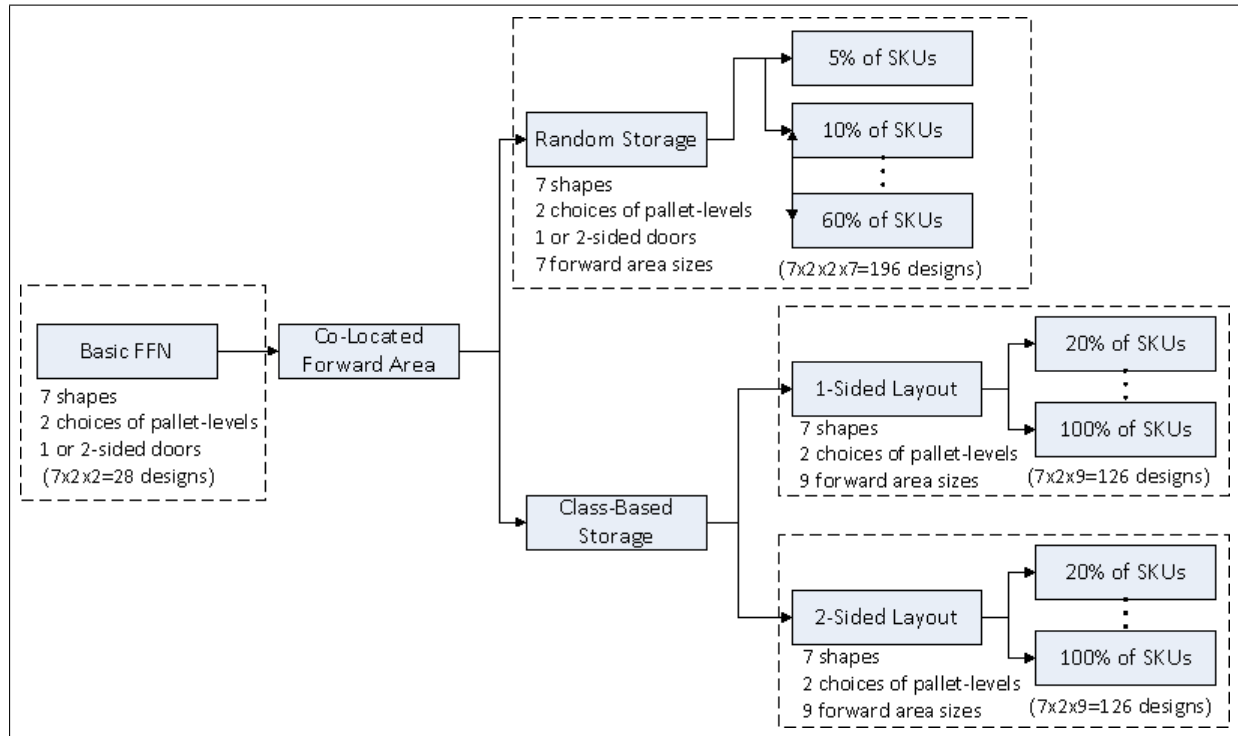 Basic FFN
7 shapes
2 choices of pallet-levels
1 or 2-sided doors
(7x2x2=28 designs)
Co-Located
Forward Area
Random Storage
7 shapes
2 choices of pallet-levels
1 or 2-sided doors
7 forward area sizes
5% of SKUs
10% of SKUs
60% of SKUs
(7x2x2x7=196 designs)
Class-Based
Storage
1-Sided Layout
7 shapes
2 choices of pallet-levels
9 forward area sizes
20% of SKUs
100% of SKUs
(7x2x9=126 designs)
2-Sided Layout
7 shapes
2 choices of pallet-levels
9 forward area sizes
20% of SKUs
100% of SKUs
(7x2x9=126 designs)